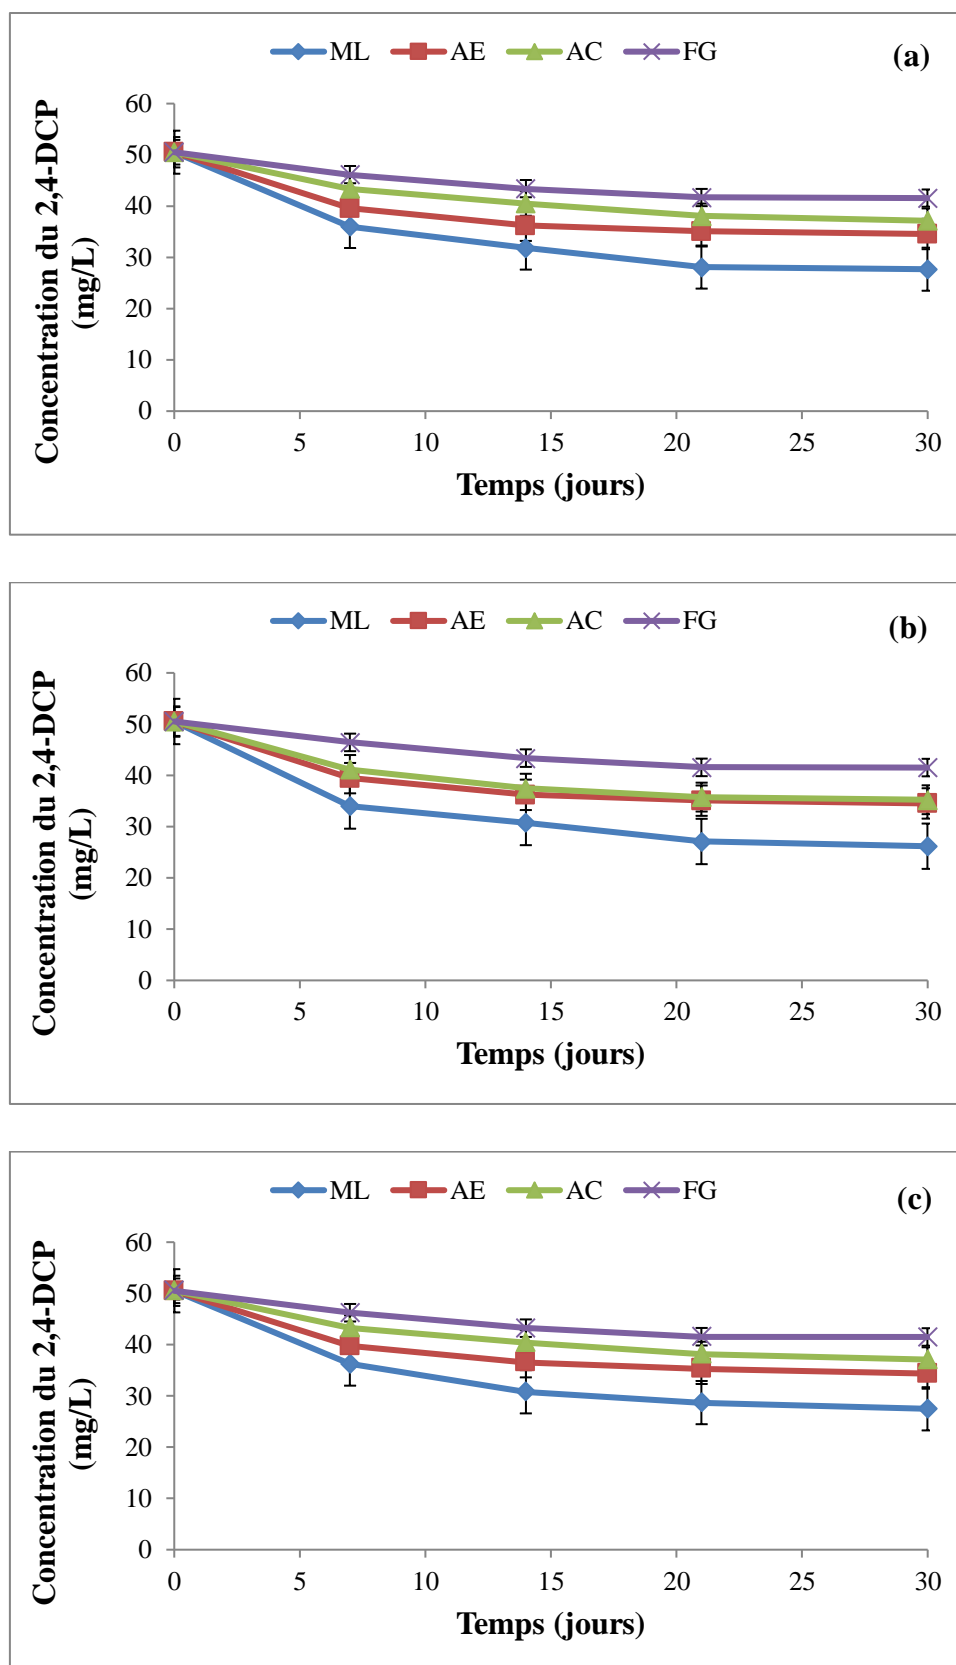 ML AE AC FG
(a)
Concentration du 2,4-DCP
(mg/L)
60
50
40
30
20
10
0
0 5 10 15 20 25 30
Temps (jours)
ML AE AC FG
(b)
Concentration du 2,4-DCP
(mg/L)
60
50
40
30
20
10
0
0 5 10 15 20 25 30
Temps (jours)
ML AE AC FG
(c)
Concentration du 2,4-DCP
(mg/L)
60
50
40
30
20
10
0
0 5 10 15 20 25 30
Temps (jours)